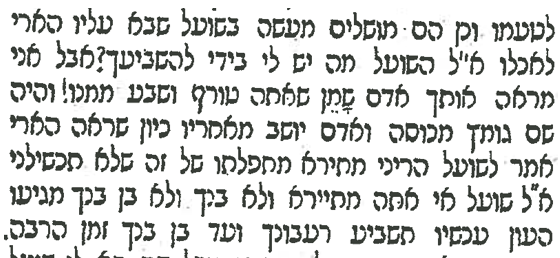 לטעמו וכן הם מושלים מעשה בשועל שבא עליו הארי
לאכלו א״ל השועל מה יש לי בידי להשביעך? אבל אני
מראה אותך אדם שָׁמֵן שאתה טורף ושבע ממנו! והיה
שם גומץ מכוסה ואדם יושב מאחריו כיון שראה הארי
אמר לשועל הריני מתירא מתפלתו של זה שלא תכשילני
א״ל שועל אי אתה מתיירא ולא בנך ולא בן בנך מגיעו
העון עכשיו תשביע רעבונך ועד בן בנך זמן הרבה.